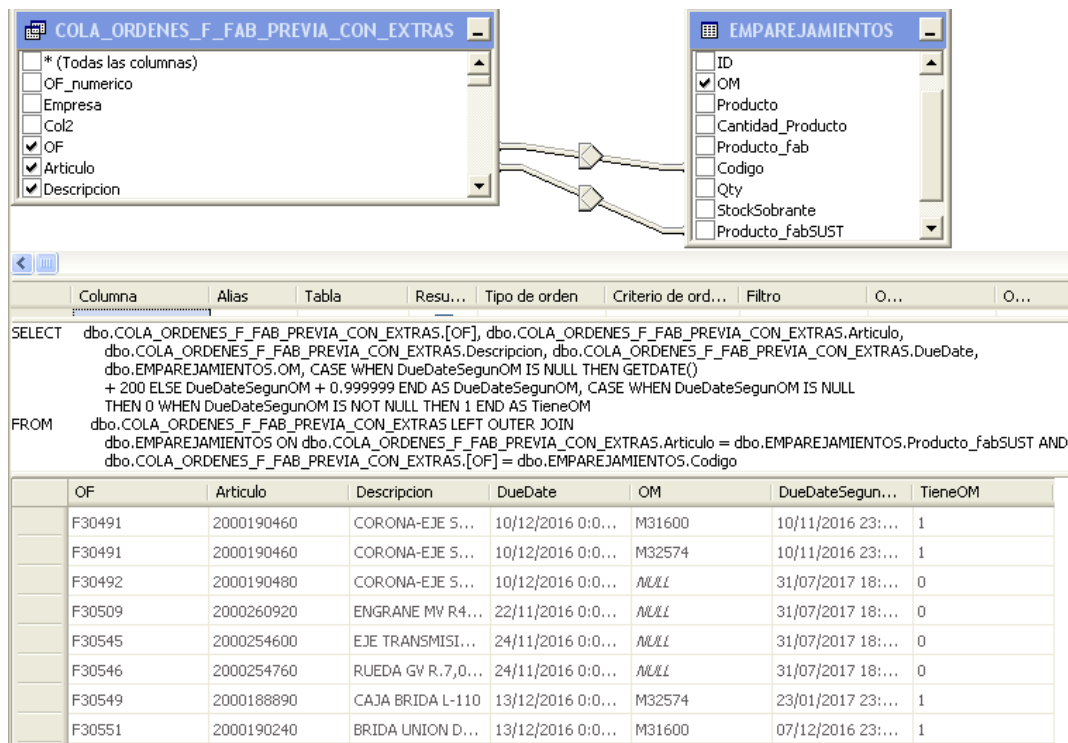 COLA_ORDENES_F_FAB_PREVIA_CON_EXTRAS
* (Todas las columnas)
OF_numerico
Empresa
Col2
OF
Articulo
Descripcion
EMPAREJAMIENTOS
ID
OM
Producto
Cantidad_Producto
Producto_fab
Codigo
Qty
StockSobrante
Producto_fabSUST
Columna Alias Tabla Resu... Tipo de orden Criterio de ord... Filtro O... O...
SELECT dbo.COLA_ORDENES_F_FAB_PREVIA_CON_EXTRAS.[OF], dbo.COLA_ORDENES_F_FAB_PREVIA_CON_EXTRAS.Articulo,
dbo.COLA_ORDENES_F_FAB_PREVIA_CON_EXTRAS.Descripcion, dbo.COLA_ORDENES_F_FAB_PREVIA_CON_EXTRAS.DueDate,
dbo.EMPAREJAMIENTOS.OM, CASE WHEN DueDateSegunOM IS NULL THEN GETDATE()
+ 200 ELSE DueDateSegunOM + 0.999999 END AS DueDateSegunOM, CASE WHEN DueDateSegunOM IS NULL
THEN 0 WHEN DueDateSegunOM IS NOT NULL THEN 1 END AS TieneOM
FROM dbo.COLA_ORDENES_F_FAB_PREVIA_CON_EXTRAS LEFT OUTER JOIN
dbo.EMPAREJAMIENTOS ON dbo.COLA_ORDENES_F_FAB_PREVIA_CON_EXTRAS.Articulo = dbo.EMPAREJAMIENTOS.Producto_fabSUST AND
dbo.COLA_ORDENES_F_FAB_PREVIA_CON_EXTRAS.[OF] = dbo.EMPAREJAMIENTOS.Codigo
OF Articulo Descripcion DueDate OM DueDateSegun... TieneOM
F30491 2000190460 CORONA-EJE S... 10/12/2016 0:0... M31600 10/11/2016 23:... 1
F30491 2000190460 CORONA-EJE S... 10/12/2016 0:0... M32574 10/11/2016 23:... 1
F30492 2000190480 CORONA-EJE S... 10/12/2016 0:0... NULL 31/07/2017 18:... 0
F30509 2000260920 ENGRANE MV R4... 22/11/2016 0:0... NULL 31/07/2017 18:... 0
F30545 2000254600 EJE TRANSMISI... 24/11/2016 0:0... NULL 31/07/2017 18:... 0
F30546 2000254760 RUEDA GV R.7,0... 24/11/2016 0:0... NULL 31/07/2017 18:... 0
F30549 2000188890 CAJA BRIDA L-110 13/12/2016 0:0... M32574 23/01/2017 23:... 1
F30551 2000190240 BRIDA UNION D... 13/12/2016 0:0... M31600 07/12/2016 23:... 1